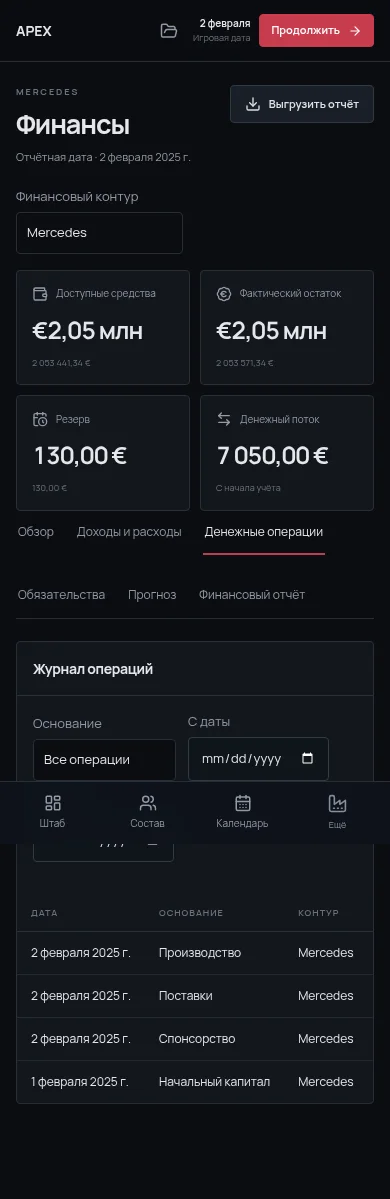 APEX
2 февраля
Игровая дата
Продолжить
MERCEDES
Финансы
Отчётная дата · 2 февраля 2025 г.
Выгрузить отчёт
Финансовый контур
Mercedes
Доступные средства
€2,05 млн
2 053 441,34 €
Фактический остаток
€2,05 млн
2 053 571,34 €
Резерв
130,00 €
130,00 €
Денежный поток
7 050,00 €
С начала учёта
Обзор
Доходы и расходы
Денежные операции
Обязательства
Прогноз
Финансовый отчёт
Журнал операций
Основание
Все операции
С даты
mm/dd/yyyy
Штаб
Состав
Календарь
Ещё
ДАТА ОСНОВАНИЕ КОНТУР
2 февраля 2025 г. Производство Mercedes
2 февраля 2025 г. Поставки Mercedes
2 февраля 2025 г. Спонсорство Mercedes
1 февраля 2025 г. Начальный капитал Mercedes